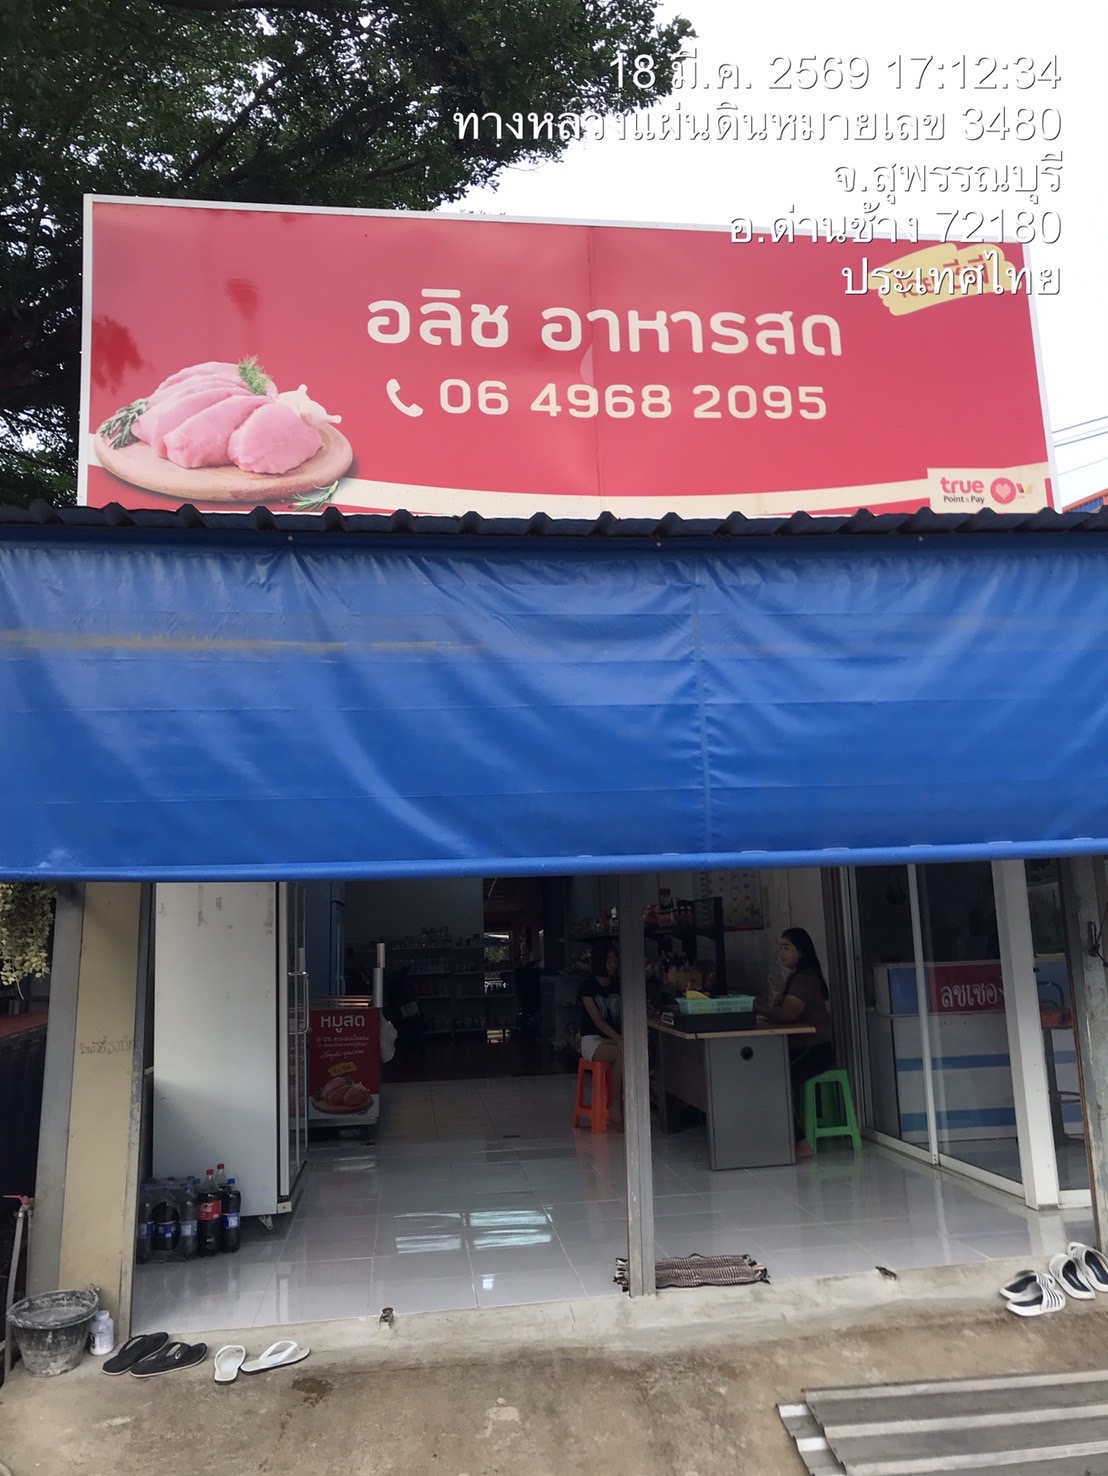 18 มี.ค. 2569 17:12:34
ทางหลวงแผ่นดินหมายเลข 3480
จ.สุพรรณบุรี
อ.ด่านช้าง 72180
ประเทศไทย
อลิช อาหารสด
06 4968 2095
true
Point & Pay
หมูสด